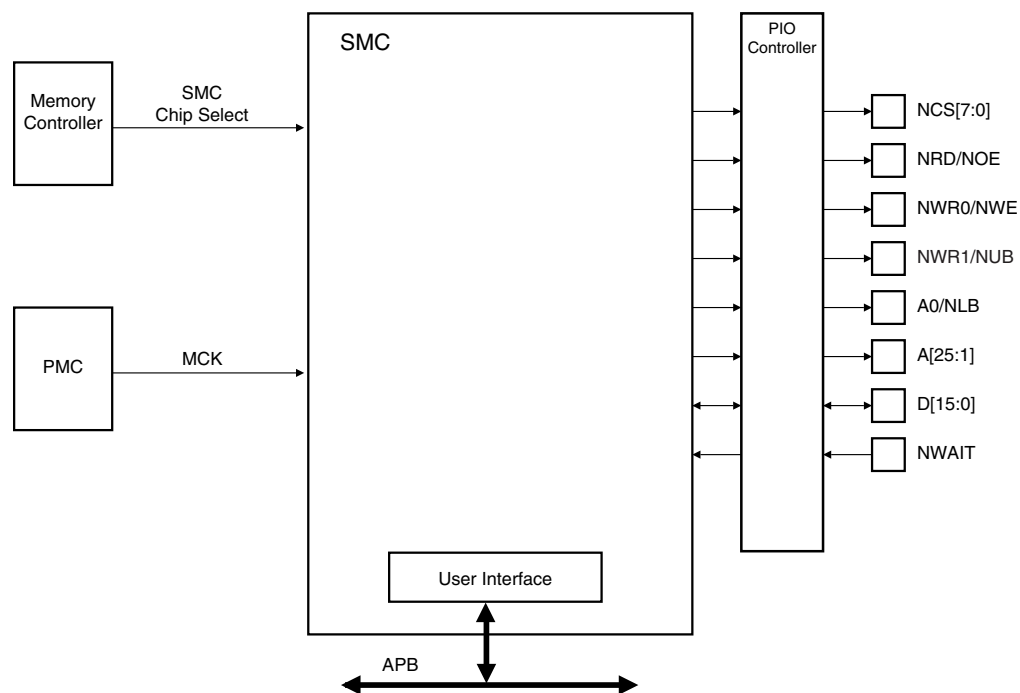 SMC
PIO
Controller
Memory
Controller
SMC
Chip Select
NCS[7:0]
NRD/NOE
NWR0/NWE
NWR1/NUB
A0/NLB
PMC
MCK
A[25:1]
D[15:0]
NWAIT
User Interface
APB